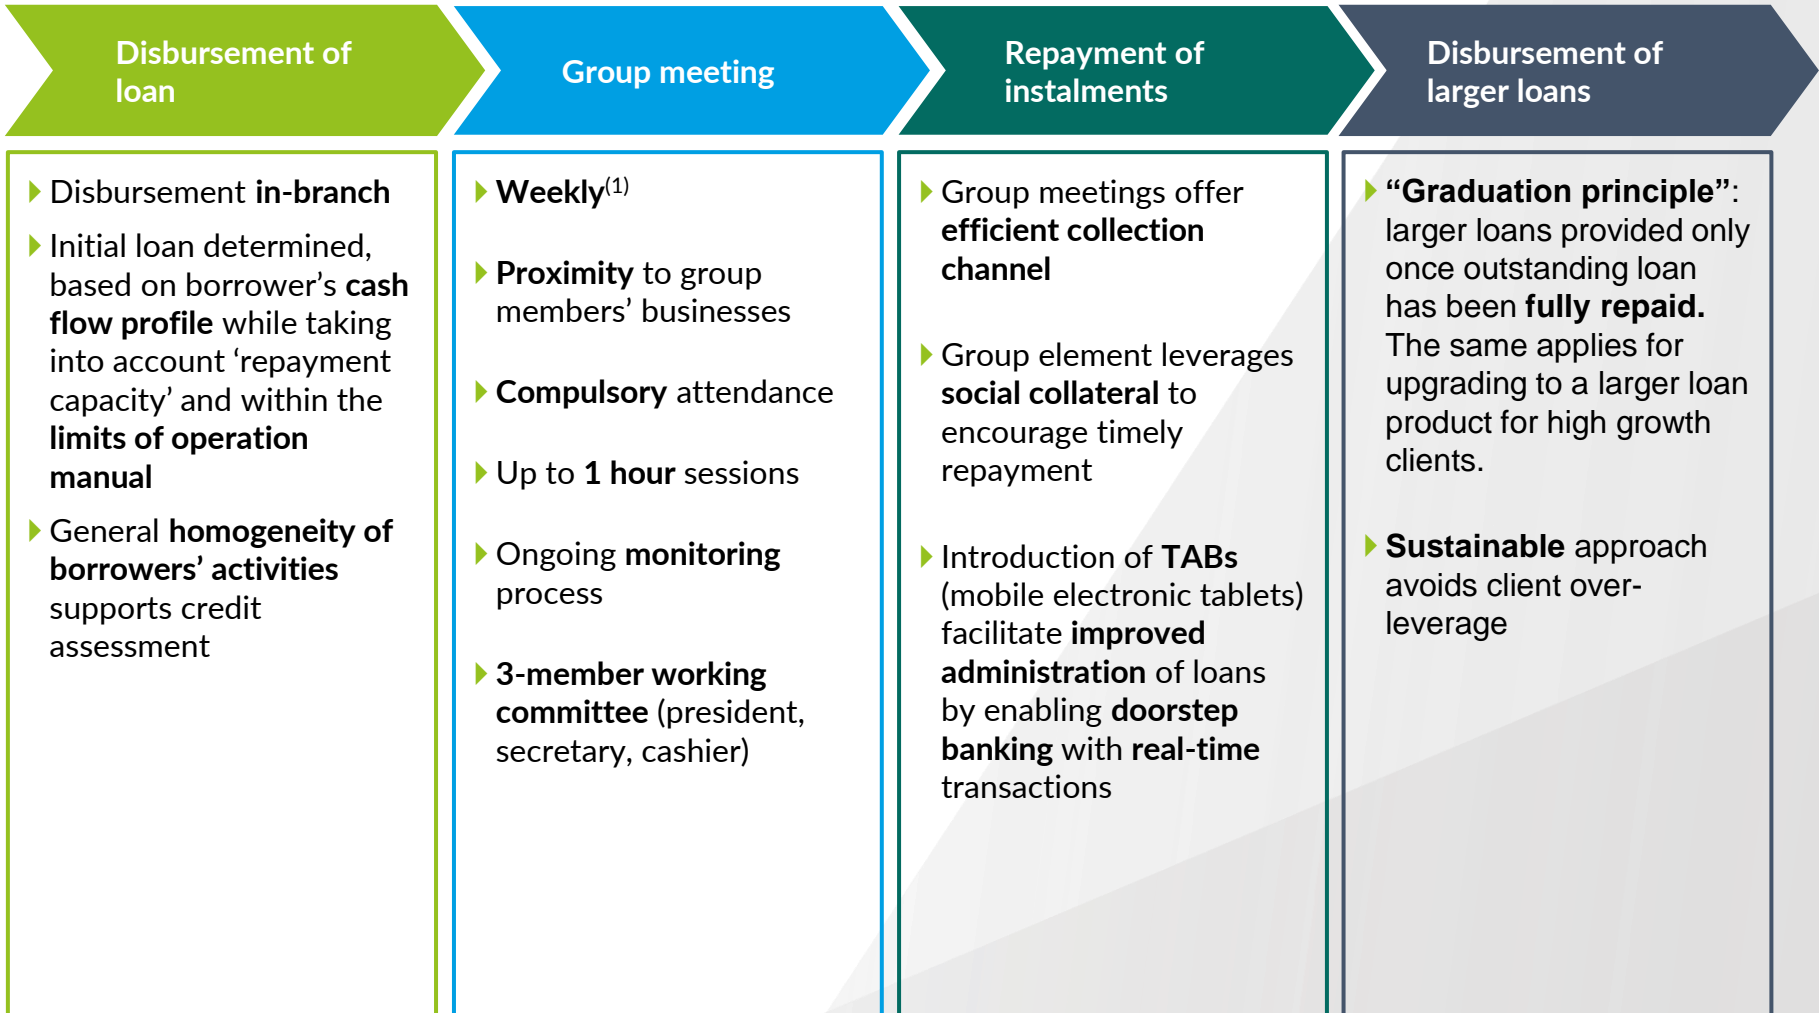 Disbursement of
loan
Group meeting
Repayment of
instalments
Disbursement of
larger loans
Disbursement in-branch
Initial loan determined,
based on borrower’s cash
flow profile while taking
into account ‘repayment
capacity’ and within the
limits of operation
manual
General homogeneity of
borrowers’ activities
supports credit
assessment
Weekly(1)
Proximity to group
members’ businesses
Compulsory attendance
Up to 1 hour sessions
Ongoing monitoring
process
3-member working
committee (president,
secretary, cashier)
Group meetings offer
efficient collection
channel
Group element leverages
social collateral to
encourage timely
repayment
Introduction of TABs
(mobile electronic tablets)
facilitate improved
administration of loans
by enabling doorstep
banking with real-time
transactions
“Graduation principle”:
larger loans provided only
once outstanding loan
has been fully repaid.
The same applies for
upgrading to a larger loan
product for high growth
clients.
Sustainable approach
avoids client over-
leverage